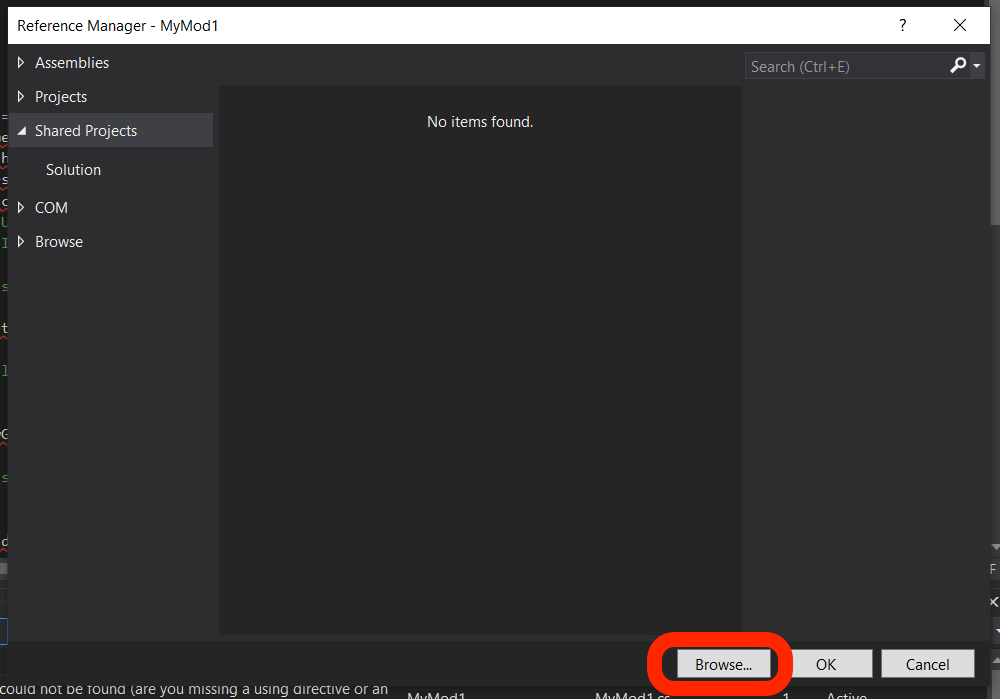 Reference Manager - MyMod1
?
Assemblies
Search (Ctrl+E)
Projects
No items found.
Shared Projects
Solution
COM
Browse
Browse...
OK
Cancel
could not be found (are you missing a using directive or an
MyMod1
MyMod1.cs
1
Active